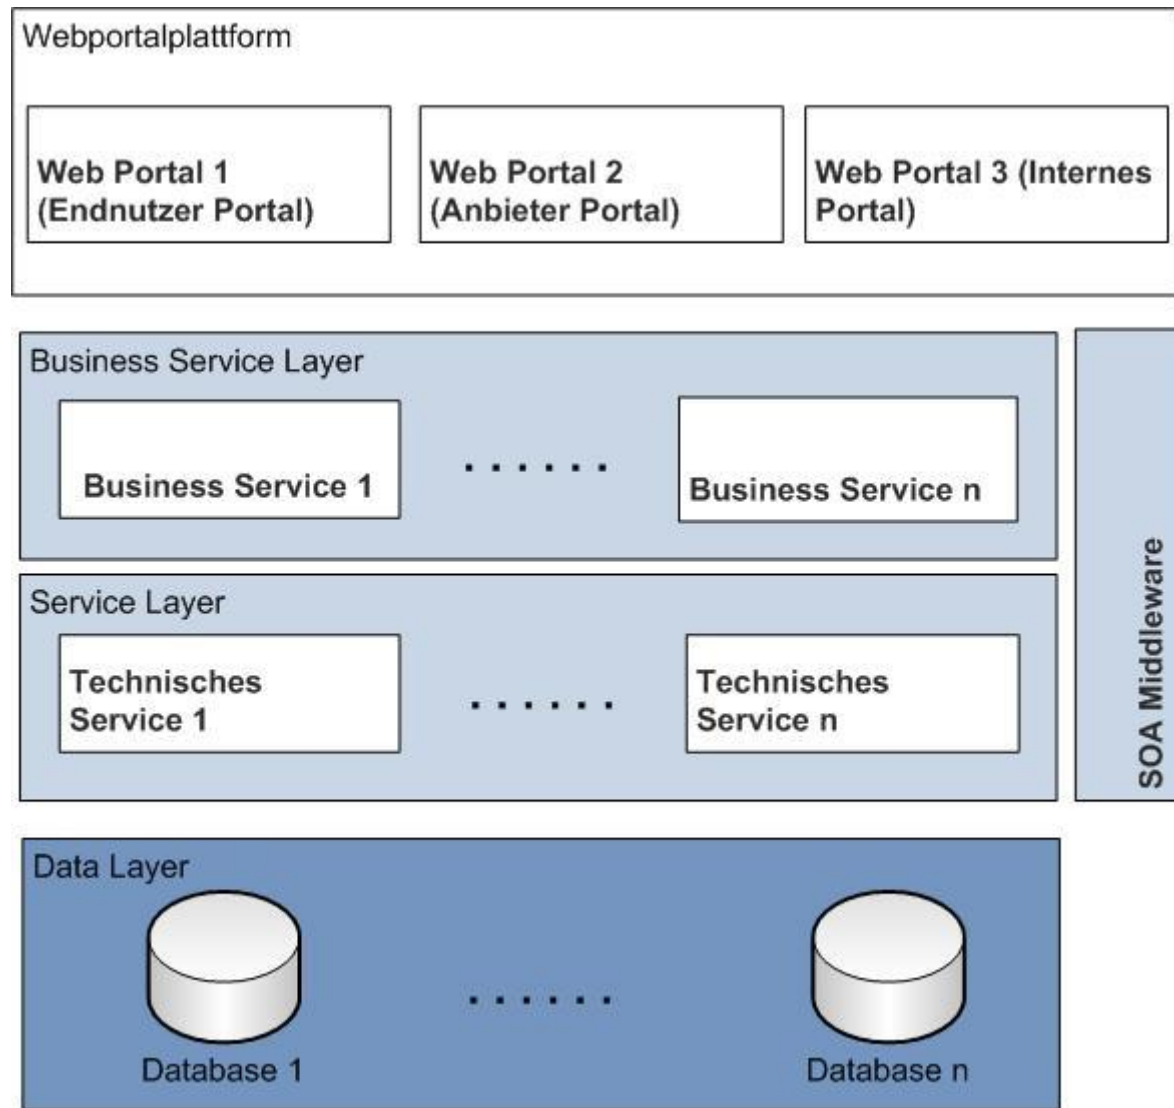 Webportalplattform
Web Portal 1
(Endnutzer Portal)
Web Portal 2
(Anbieter Portal)
Web Portal 3 (Internes
Portal)
Business Service Layer
Business Service 1
. . . . . .
Business Service n
Service Layer
Technisches
Service 1
. . . . . .
Technisches
Service n
SOA Middleware
Data Layer
Database 1
. . . . . .
Database n